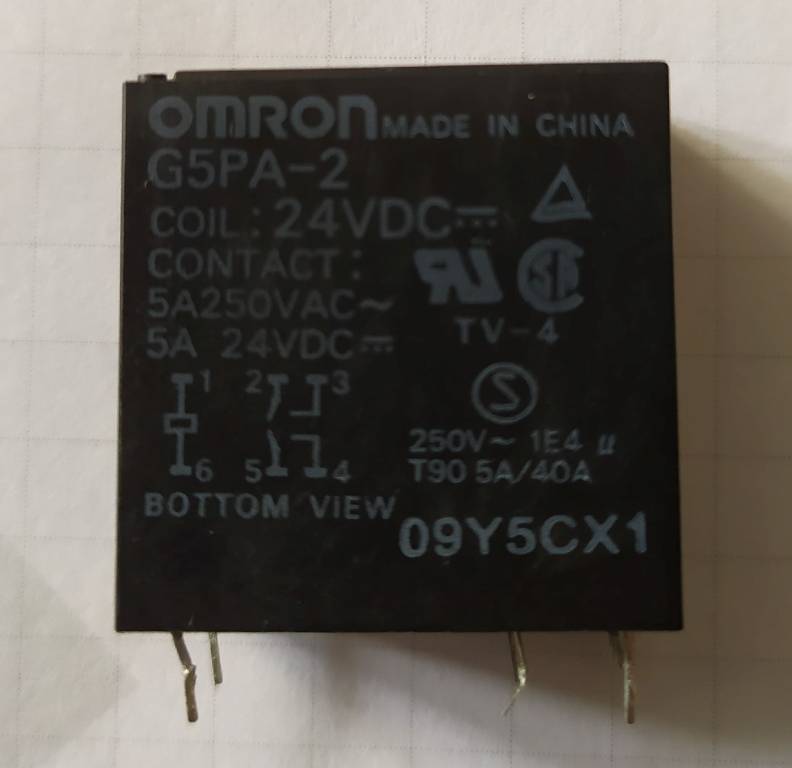 OMRON MADE IN CHINA
G5PA-2
COIL: 24VDC⎓
CONTACT:
5A250VAC~
5A 24VDC⎓
TV-4
1 2 3
6 5 4
S
250V~ 1E4 µ
T90 5A/40A
BOTTOM VIEW
09Y5CX1